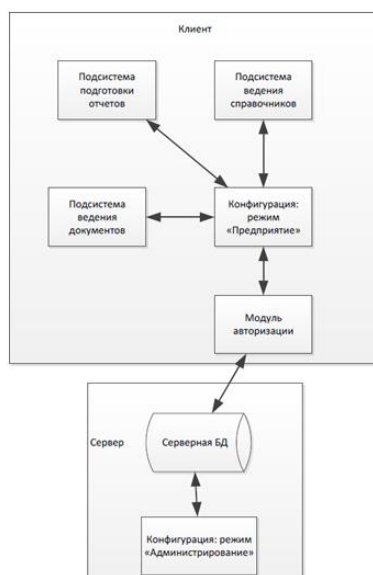 Клиент
Подсистема
подготовки
отчетов
Подсистема
ведения
справочников
Подсистема
ведения
документов
Конфигурация:
режим
«Предприятие»
Модуль
авторизации
Сервер
Серверная БД
Конфигурация: режим
«Администрирование»